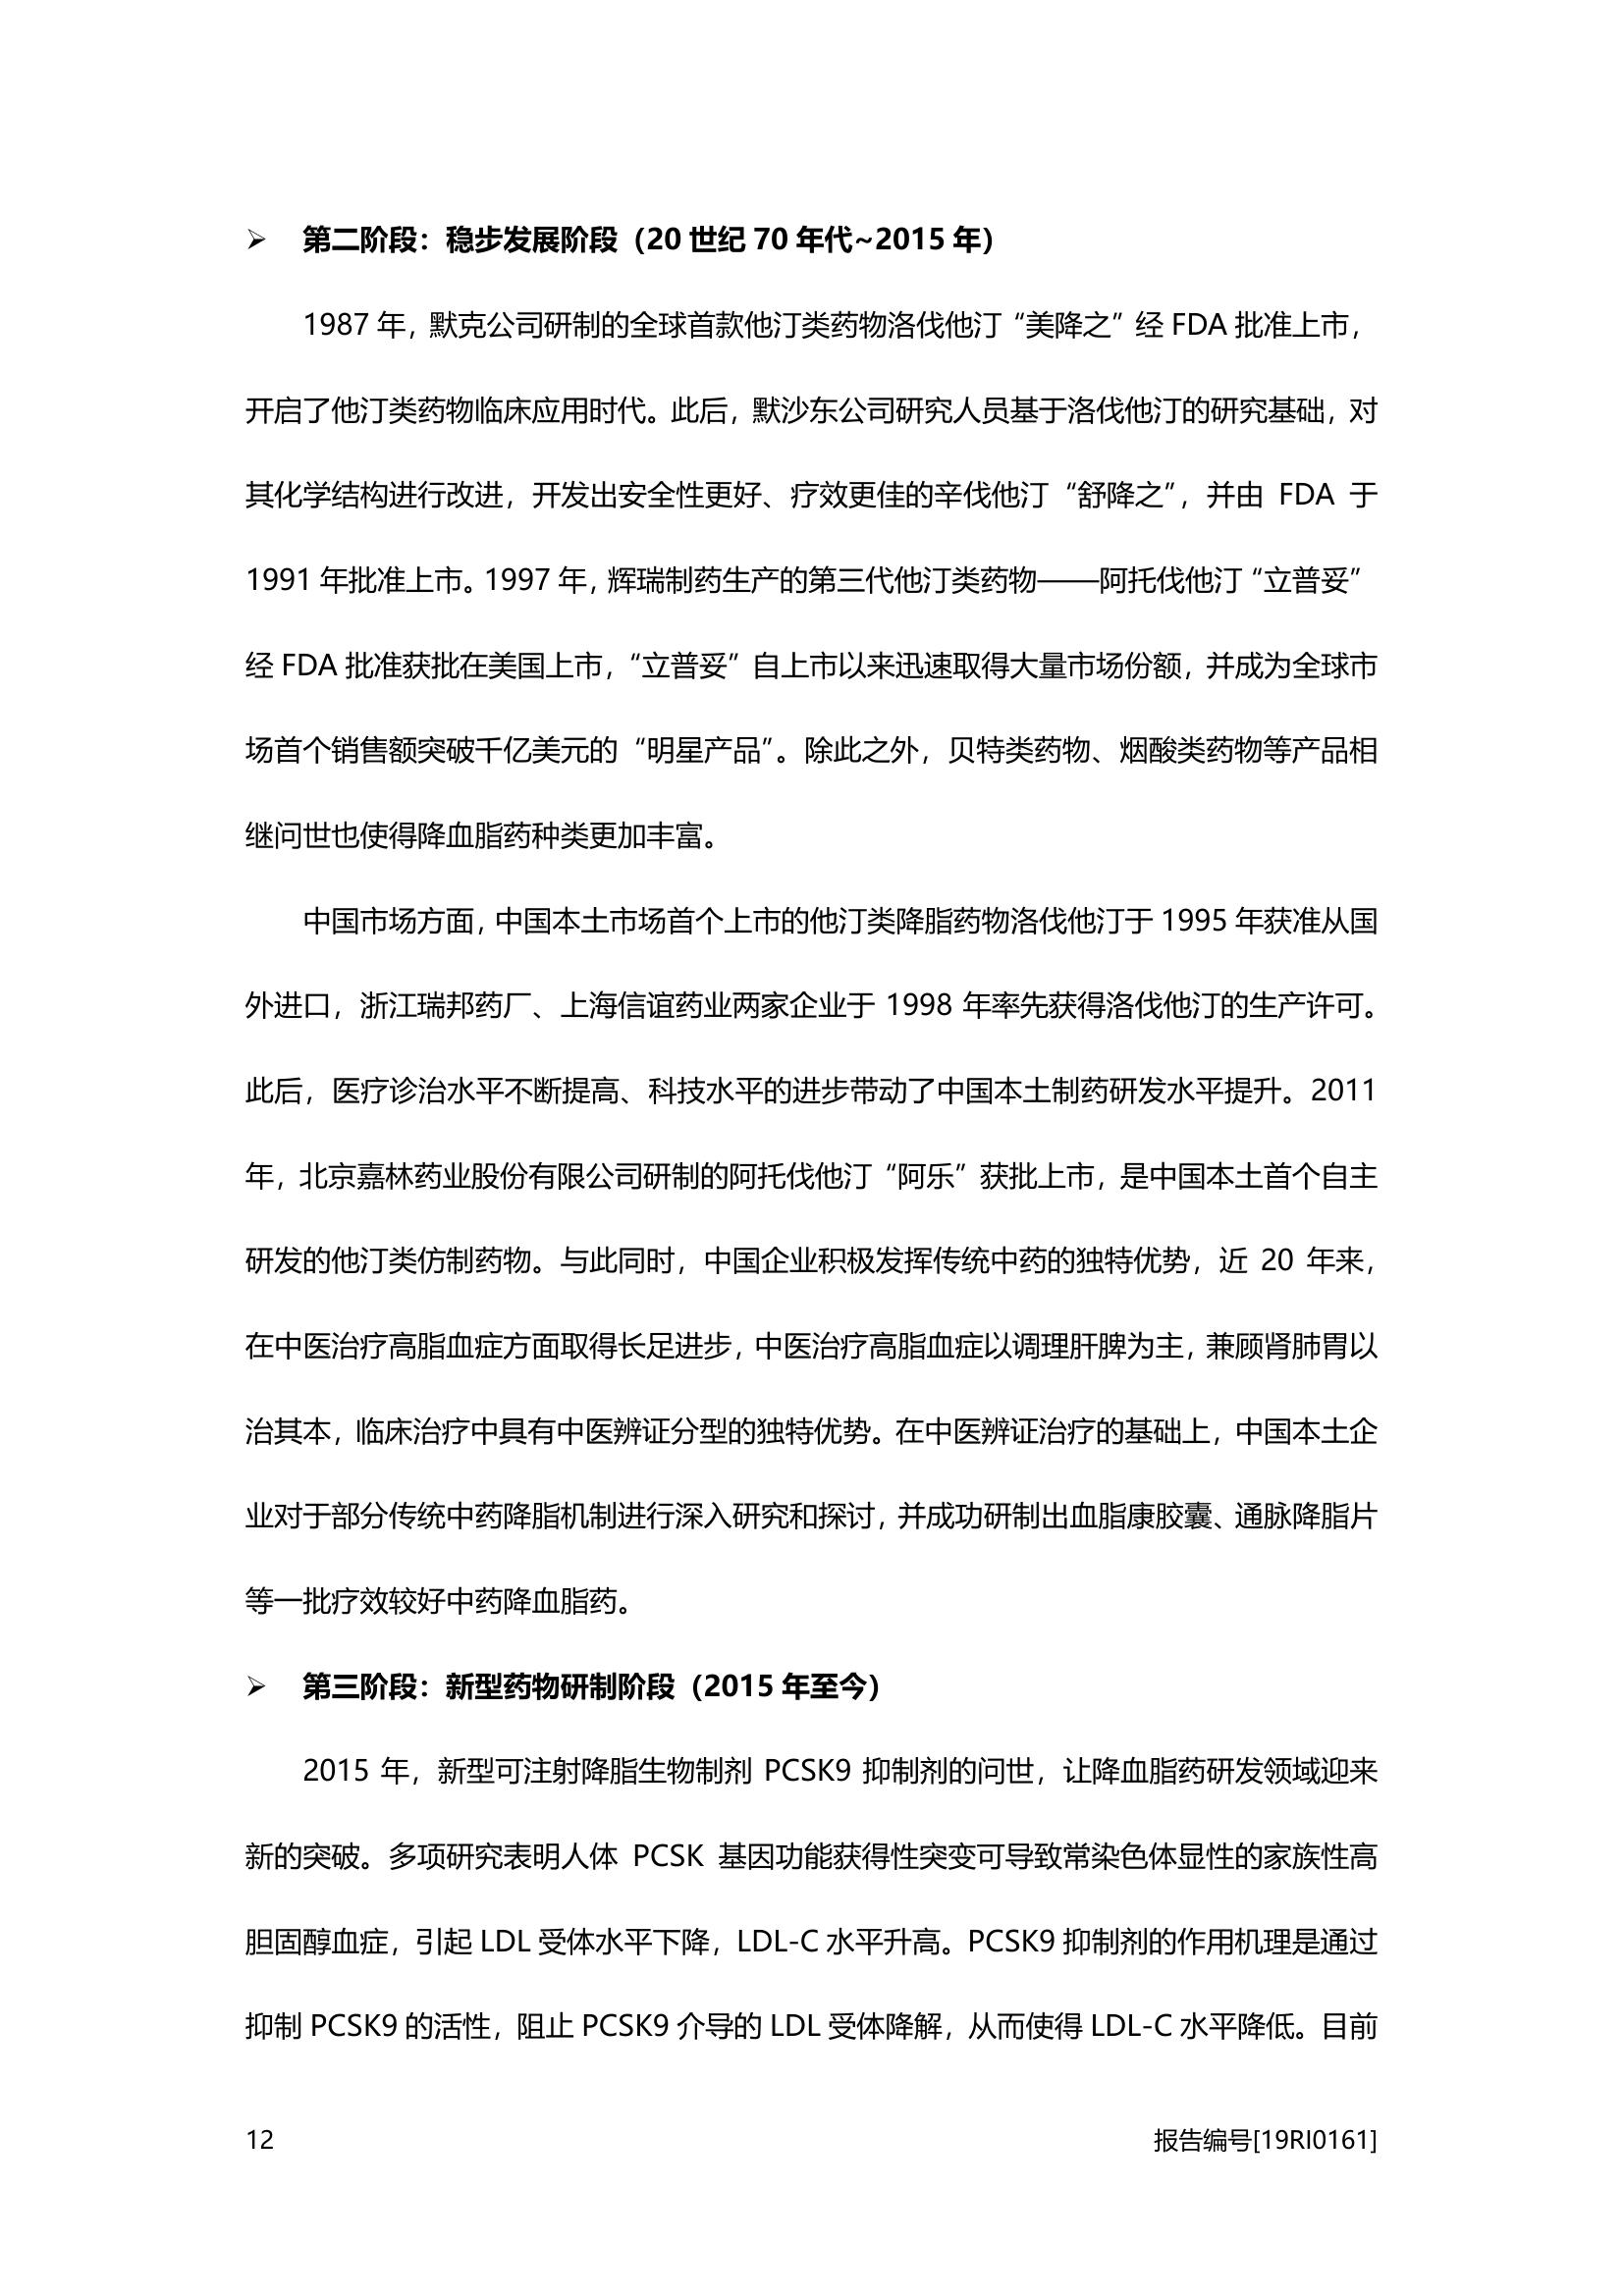 ➢ 第二阶段：稳步发展阶段（20 世纪 70 年代~2015 年）
1987 年，默克公司研制的全球首款他汀类药物洛伐他汀“美降之”经 FDA 批准上市，
开启了他汀类药物临床应用时代。此后，默沙东公司研究人员基于洛伐他汀的研究基础，对
其化学结构进行改进，开发出安全性更好、疗效更佳的辛伐他汀“舒降之”，并由 FDA 于
1991 年批准上市。1997 年，辉瑞制药生产的第三代他汀类药物——阿托伐他汀“立普妥”
经 FDA 批准获批在美国上市，“立普妥”自上市以来迅速取得大量市场份额，并成为全球市
场首个销售额突破千亿美元的“明星产品”。除此之外，贝特类药物、烟酸类药物等产品相
继问世也使得降血脂药种类更加丰富。
中国市场方面，中国本土市场首个上市的他汀类降脂药物洛伐他汀于 1995 年获准从国
外进口，浙江瑞邦药厂、上海信谊药业两家企业于 1998 年率先获得洛伐他汀的生产许可。
此后，医疗诊治水平不断提高、科技水平的进步带动了中国本土制药研发水平提升。2011
年，北京嘉林药业股份有限公司研制的阿托伐他汀“阿乐”获批上市，是中国本土首个自主
研发的他汀类仿制药物。与此同时，中国企业积极发挥传统中药的独特优势，近 20 年来，
在中医治疗高脂血症方面取得长足进步，中医治疗高脂血症以调理肝脾为主，兼顾肾肺胃以
治其本，临床治疗中具有中医辨证分型的独特优势。在中医辨证治疗的基础上，中国本土企
业对于部分传统中药降脂机制进行深入研究和探讨，并成功研制出血脂康胶囊、通脉降脂片
等一批疗效较好中药降血脂药。
➢ 第三阶段：新型药物研制阶段（2015 年至今）
2015 年，新型可注射降脂生物制剂 PCSK9 抑制剂的问世，让降血脂药研发领域迎来
新的突破。多项研究表明人体 PCSK 基因功能获得性突变可导致常染色体显性的家族性高
胆固醇血症，引起 LDL 受体水平下降，LDL-C 水平升高。PCSK9 抑制剂的作用机理是通过
抑制 PCSK9 的活性，阻止 PCSK9 介导的 LDL 受体降解，从而使得 LDL-C 水平降低。目前
12 报告编号[19RI0161]